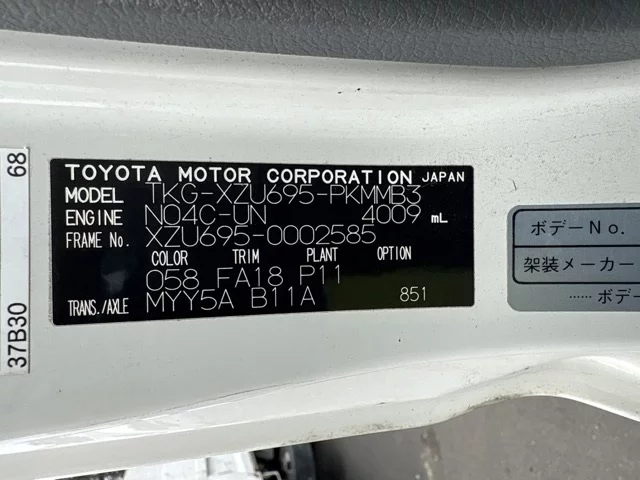 68
37B30
TOYOTA MOTOR CORPORATION JAPAN
MODEL TKG-XZU695-PKMMB3
ENGINE N04C-UN 4009 mL
FRAME No. XZU695-0002585
COLOR TRIM PLANT OPTION
058 FA18 P11
TRANS./AXLE MYY5A B11A 851
ボデーNo.
架装メーカー
……ボデー